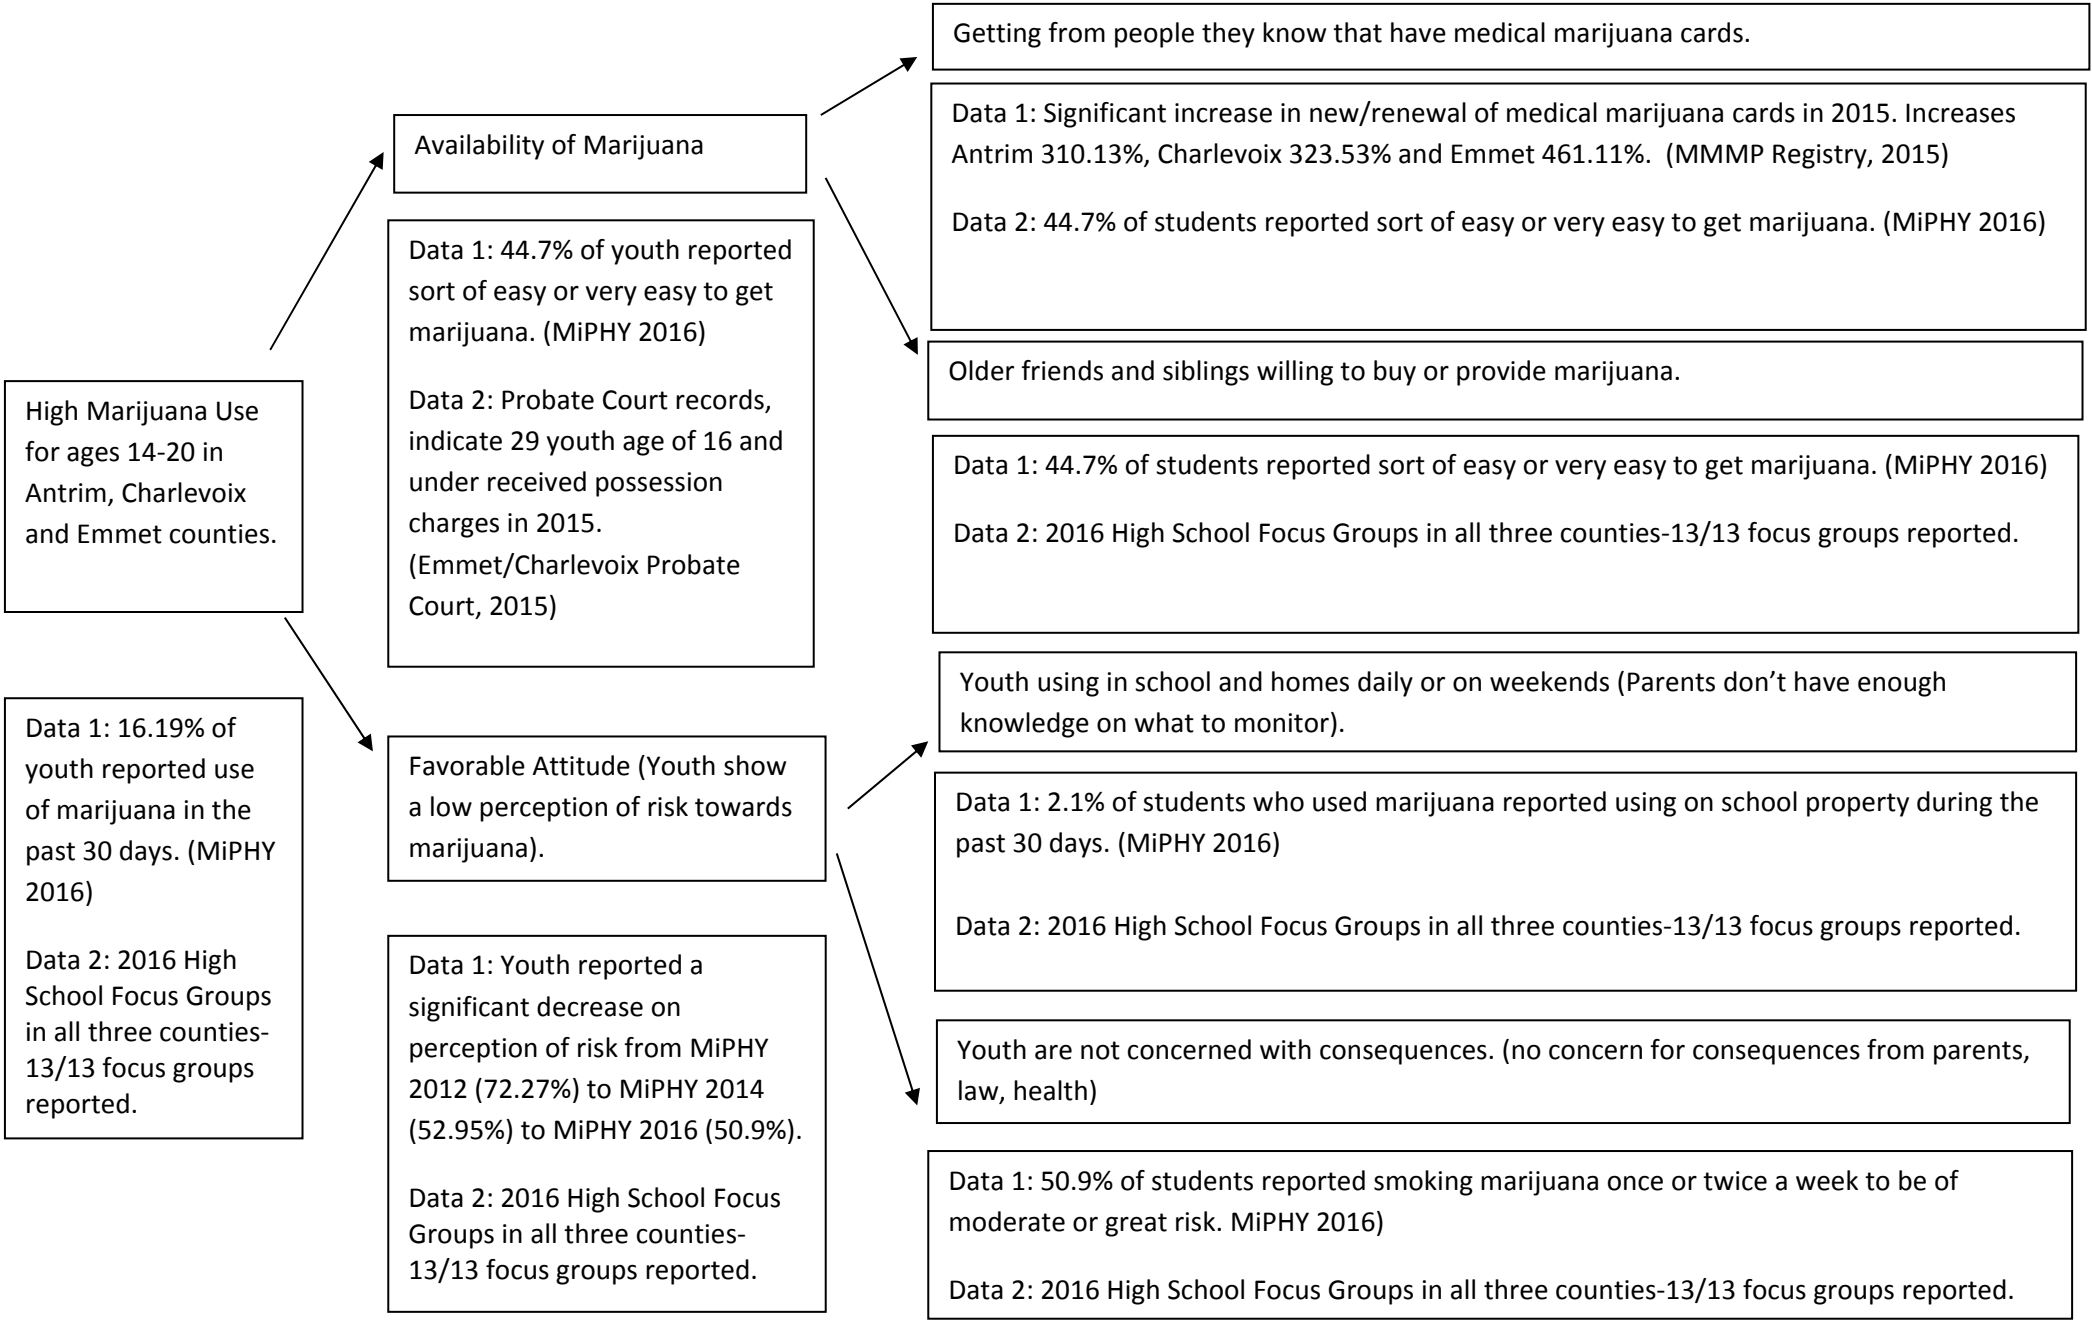 High Marijuana Use
for ages 14-20 in
Antrim, Charlevoix
and Emmet counties.
Data 1: 16.19% of
youth reported use
of marijuana in the
past 30 days. (MiPHY
2016)
Data 2: 2016 High
School Focus Groups
in all three counties-
13/13 focus groups
reported.
Availability of Marijuana
Data 1: 44.7% of youth reported
sort of easy or very easy to get
marijuana. (MiPHY 2016)
Data 2: Probate Court records,
indicate 29 youth age of 16 and
under received possession
charges in 2015.
(Emmet/Charlevoix Probate
Court, 2015)
Favorable Attitude (Youth show
a low perception of risk towards
marijuana).
Data 1: Youth reported a
significant decrease on
perception of risk from MiPHY
2012 (72.27%) to MiPHY 2014
(52.95%) to MiPHY 2016 (50.9%).
Data 2: 2016 High School Focus
Groups in all three counties-
13/13 focus groups reported.
Getting from people they know that have medical marijuana cards.
Data 1: Significant increase in new/renewal of medical marijuana cards in 2015. Increases
Antrim 310.13%, Charlevoix 323.53% and Emmet 461.11%.  (MMMP Registry, 2015)
Data 2: 44.7% of students reported sort of easy or very easy to get marijuana. (MiPHY 2016)
Older friends and siblings willing to buy or provide marijuana.
Data 1: 44.7% of students reported sort of easy or very easy to get marijuana. (MiPHY 2016)
Data 2: 2016 High School Focus Groups in all three counties-13/13 focus groups reported.
Youth using in school and homes daily or on weekends (Parents don’t have enough
knowledge on what to monitor).
Data 1: 2.1% of students who used marijuana reported using on school property during the
past 30 days. (MiPHY 2016)
Data 2: 2016 High School Focus Groups in all three counties-13/13 focus groups reported.
Youth are not concerned with consequences. (no concern for consequences from parents,
law, health)
Data 1: 50.9% of students reported smoking marijuana once or twice a week to be of
moderate or great risk. MiPHY 2016)
Data 2: 2016 High School Focus Groups in all three counties-13/13 focus groups reported.